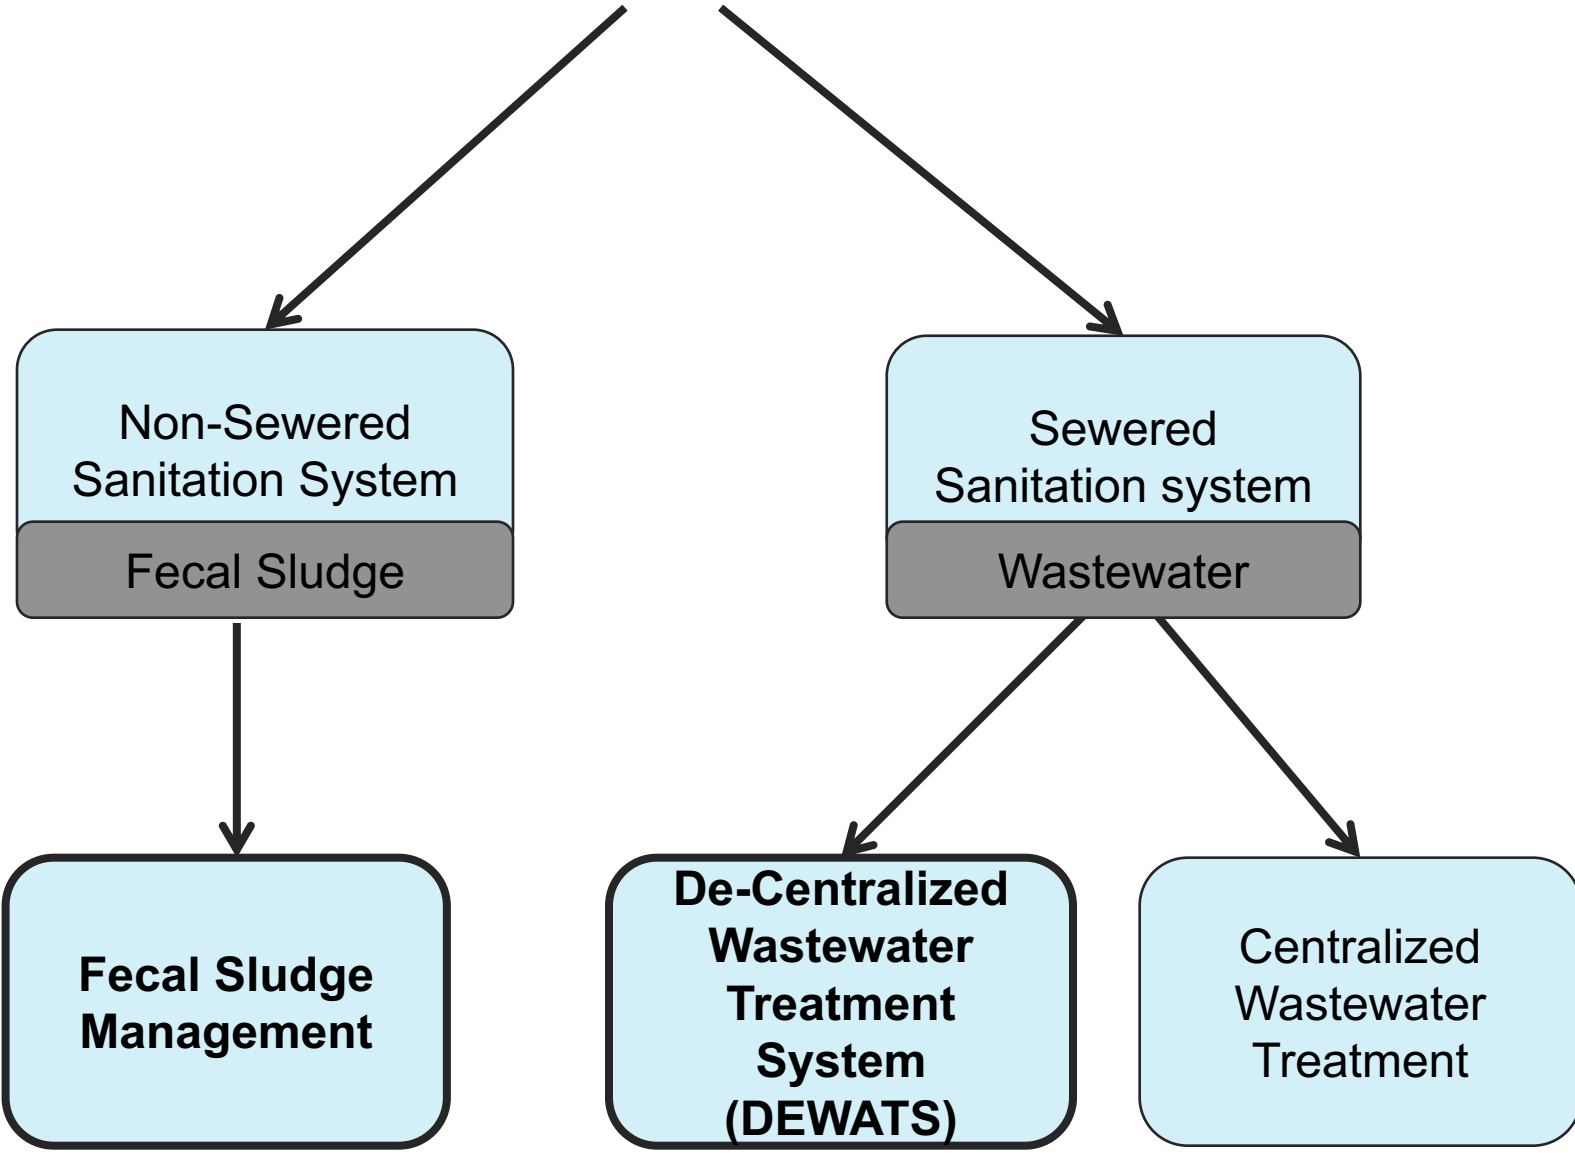 Non-Sewered
Sanitation System
Fecal Sludge
Sewered
Sanitation system
Wastewater
Fecal Sludge
Management
De-Centralized
Wastewater
Treatment
System
(DEWATS)
Centralized
Wastewater
Treatment